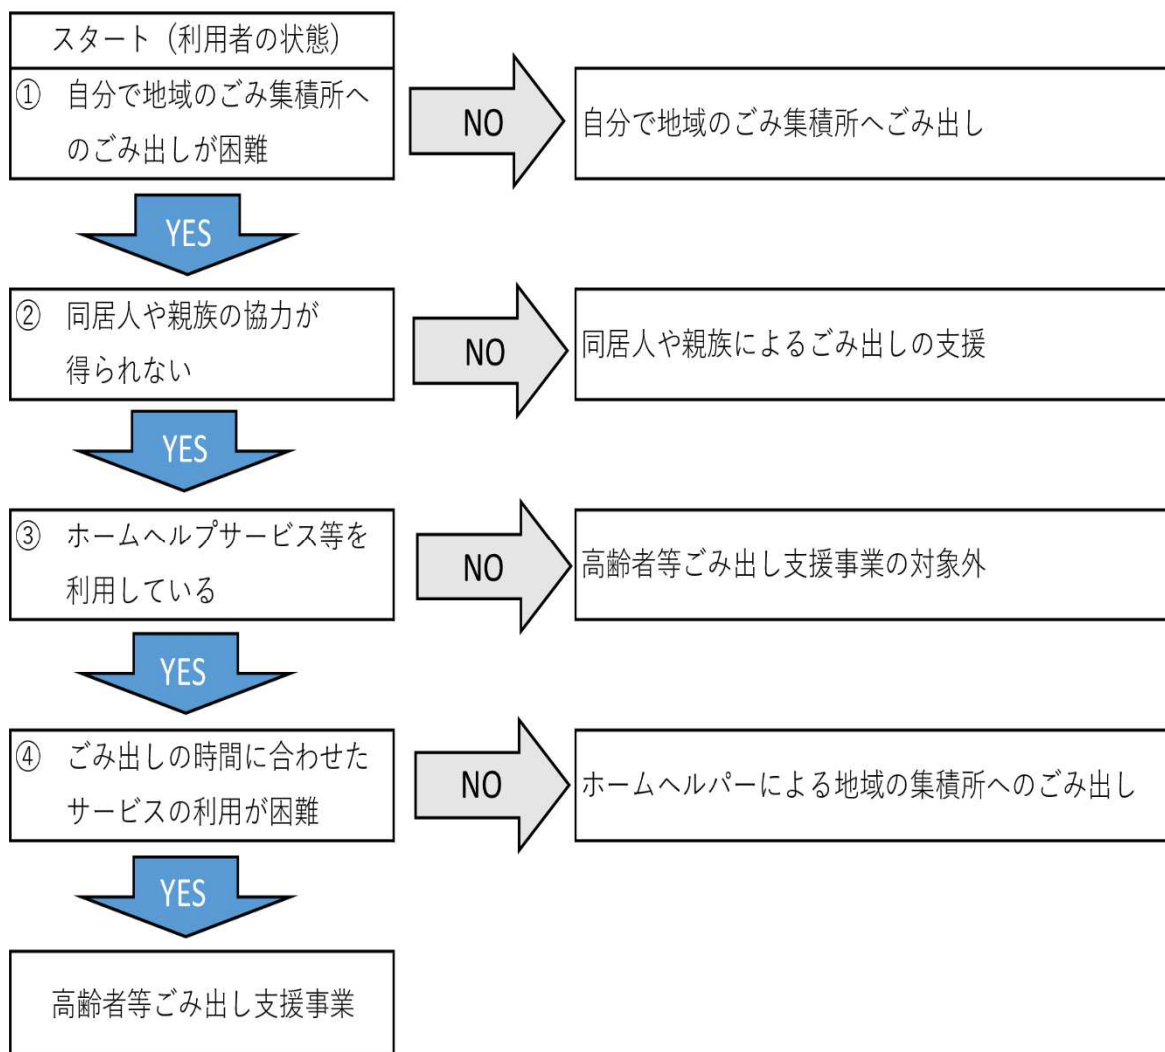 スタート（利用者の状態）
① 自分で地域のごみ集積所へ
のごみ出しが困難
NO
自分で地域のごみ集積所へごみ出し
YES
② 同居人や親族の協力が
得られない
NO
同居人や親族によるごみ出しの支援
YES
③ ホームヘルプサービス等を
利用している
NO
高齢者等ごみ出し支援事業の対象外
YES
④ ごみ出しの時間に合わせた
サービスの利用が困難
NO
ホームヘルパーによる地域の集積所へのごみ出し
YES
高齢者等ごみ出し支援事業